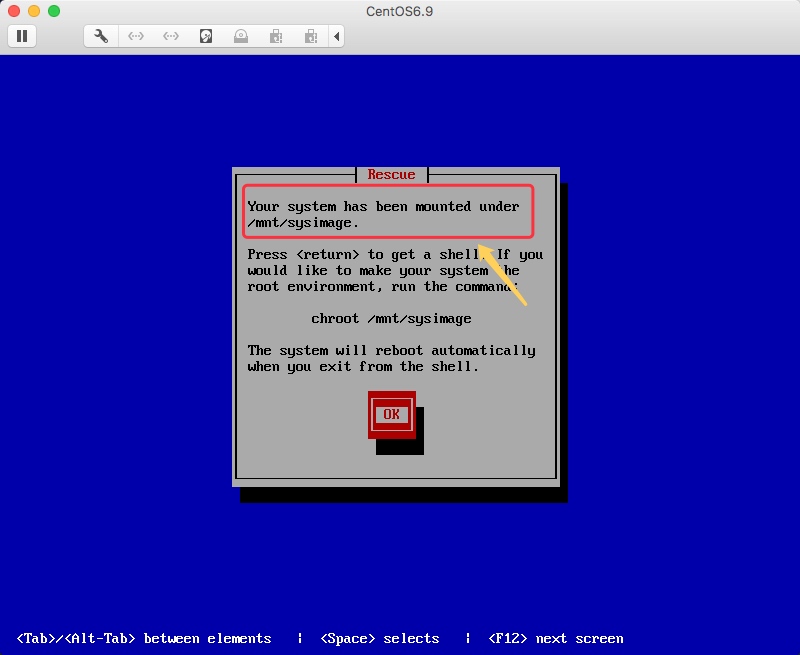 CentOS6.9
Rescue
Your system has been mounted under
/mnt/sysimage.
Press <return> to get a shell. If you
would like to make your system the
root environment, run the command:
chroot /mnt/sysimage
The system will reboot automatically
when you exit from the shell.
OK
<Tab>/<Alt-Tab> between elements | <Space> selects | <F12> next screen